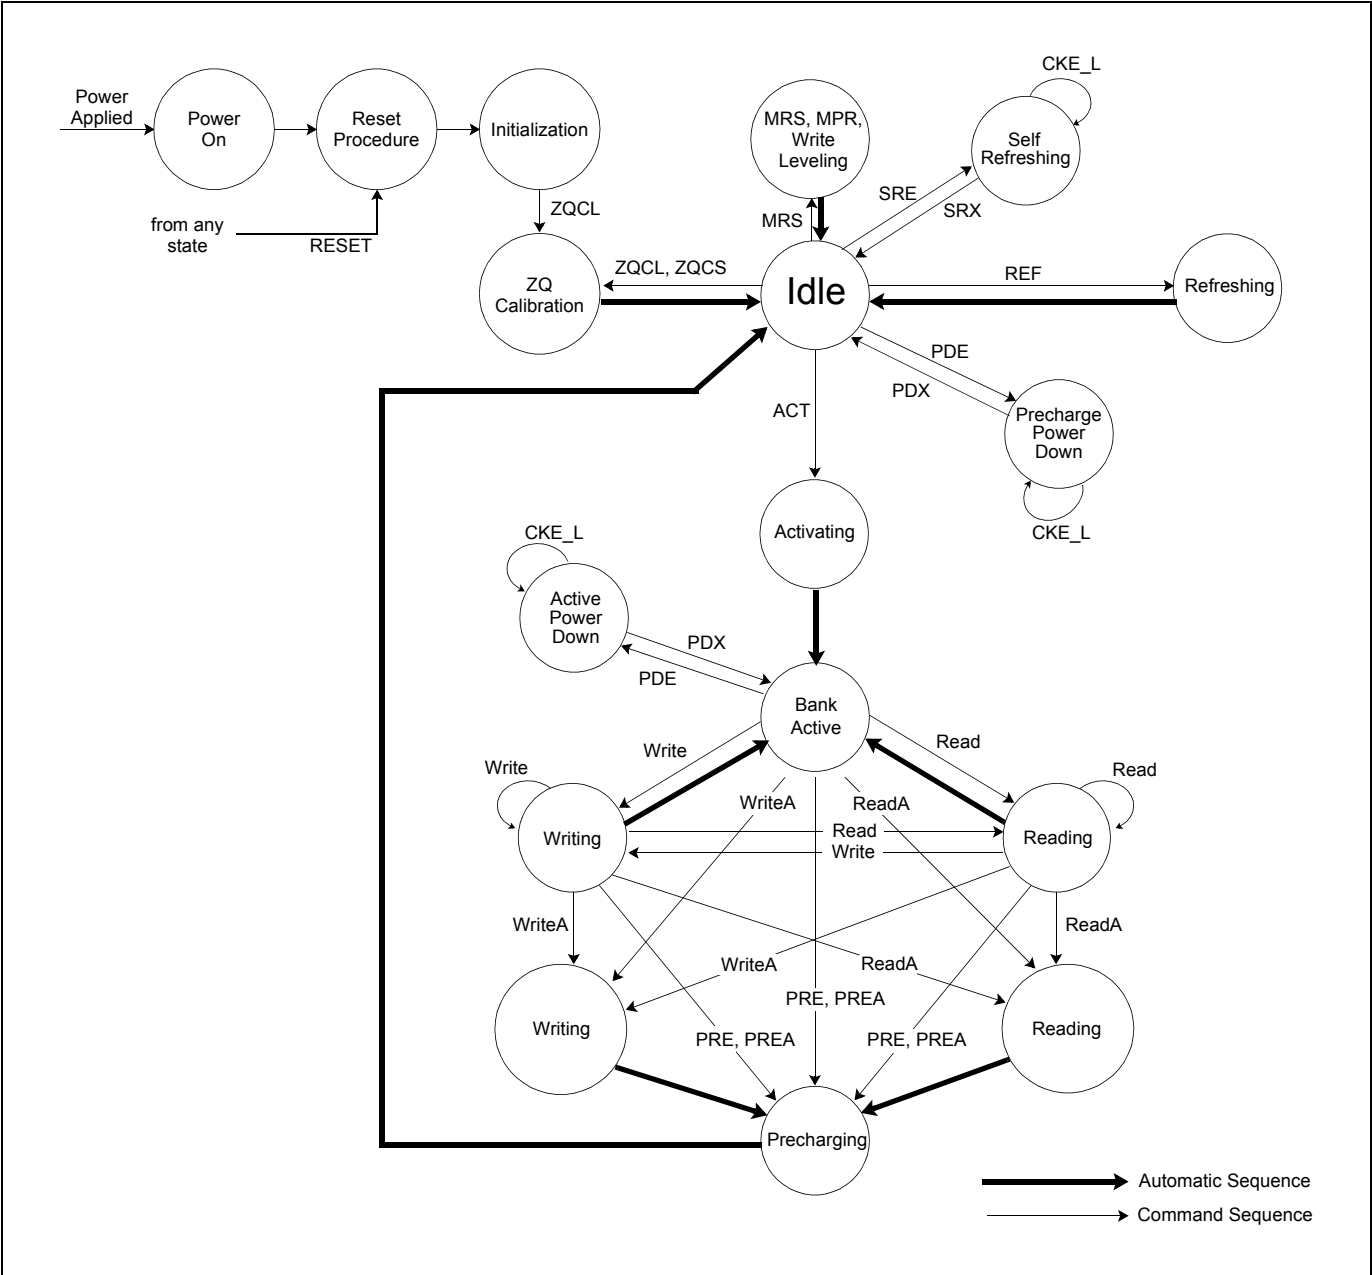 Power
Applied
Power
On
Reset
Procedure
Initialization
MRS, MPR,
Write
Leveling
CKE_L
Self
Refreshing
from any
state
RESET
ZQCL
MRS
SRE
SRX
ZQ
Calibration
ZQCL, ZQCS
Idle
REF
Refreshing
PDE
PDX
ACT
Precharge
Power
Down
CKE_L
Activating
CKE_L
Active
Power
Down
PDX
PDE
Bank
Active
Write
Read
Write
Read
WriteA
ReadA
Writing
Read
Write
Reading
WriteA
ReadA
WriteA
ReadA
PRE, PREA
Writing
Reading
PRE, PREA
PRE, PREA
Precharging
Automatic Sequence
Command Sequence